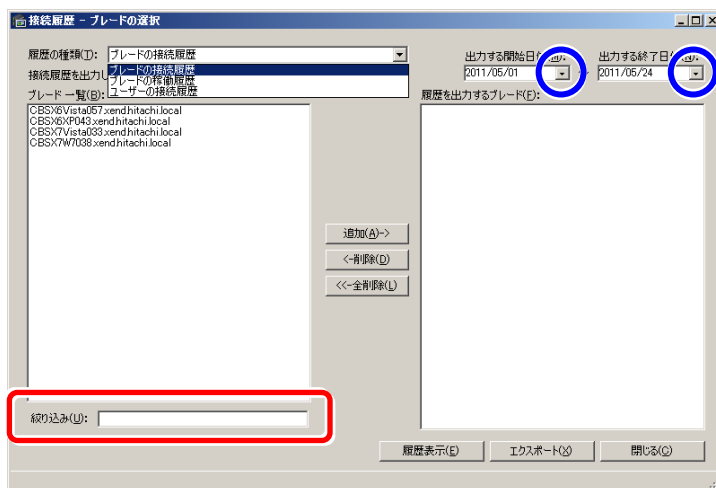 接続履歴 - ブレードの選択
履歴の種類(T): ブレードの接続履歴
出力する開始日付(M): 出力する終了日付(N):
2011/05/01 ~ 2011/05/24
ブレードの接続履歴
ブレードの稼働履歴
ユーザーの接続履歴
接続履歴を出力し
ブレード一覧(B):
履歴を出力するブレード(F):
CBSX6Vista057.xend.hitachi.local
CBSX6XP043.xend.hitachi.local
CBSX7Vista033.xend.hitachi.local
CBSX7W7038.xend.hitachi.local
追加(A)->
<-削除(D)
<<-全削除(L)
絞り込み(U):
履歴表示(E) エクスポート(X) 閉じる(C)